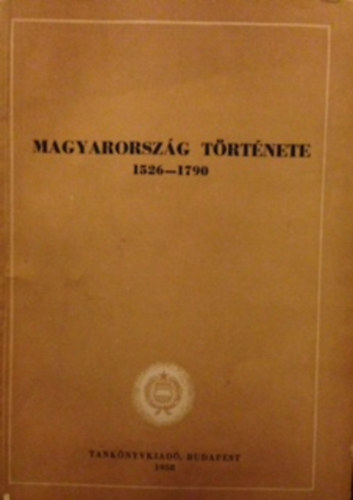 MAGYARORSZÁG TÖRTÉNETE
1526—1790
TANKÖNYVKIADÓ, BUDAPEST